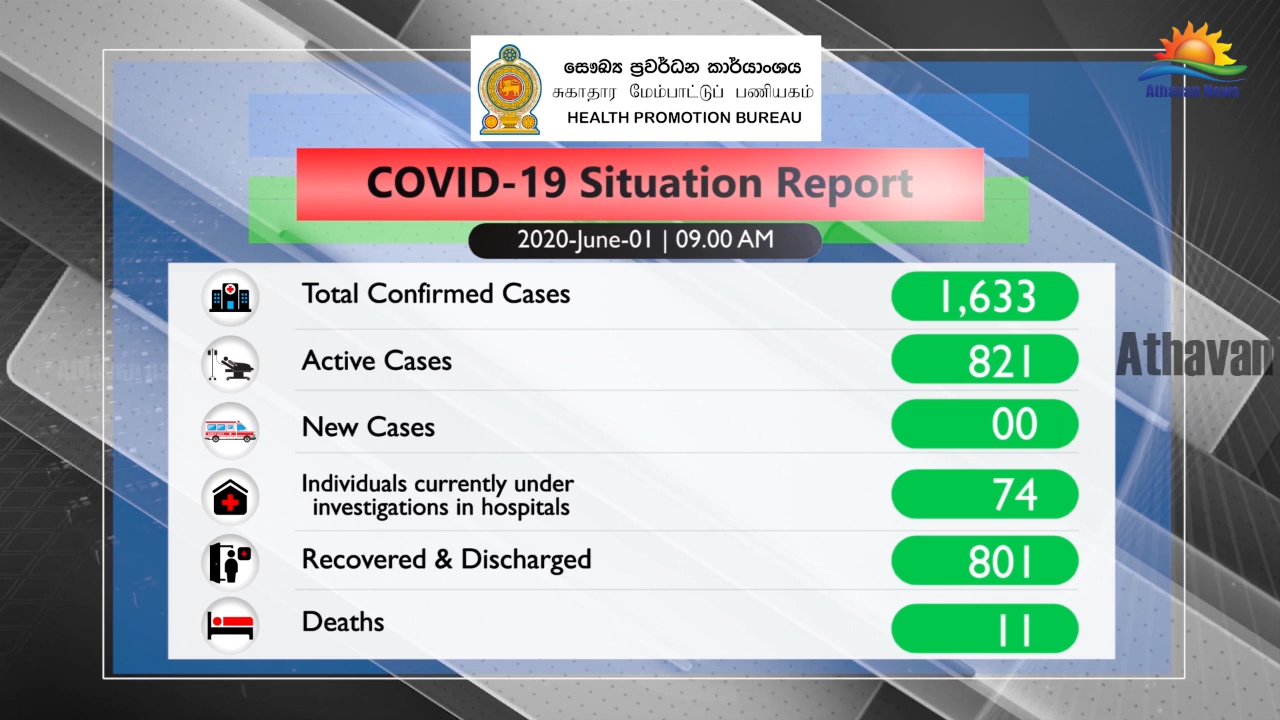 සෞඛ්‍ය ප්‍රවර්ධන කාර්යාංශය
சுகாதார மேம்பாட்டுப் பணியகம்
HEALTH PROMOTION BUREAU
Athavan News
COVID-19 Situation Report
2020-June-01 | 09.00 AM
Total Confirmed Cases 1,633
Active Cases 821
New Cases 00
Individuals currently under
investigations in hospitals 74
Recovered & Discharged 801
Deaths 11
Athavan